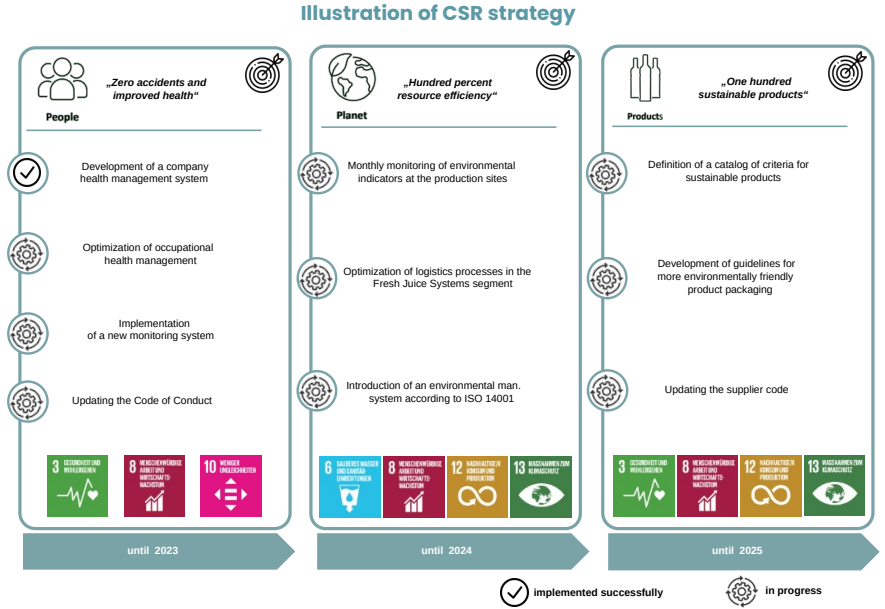 Illustration of CSR strategy
„Zero accidents and
improved health“
People
Development of a company
health management system
Optimization of occupational
health management
Implementation
of a new monitoring system
Updating the Code of Conduct
3 GESUNDHEIT UND
WOHLERGEHEN
8 MENSCHENWÜRDIGE
ARBEIT UND
WIRTSCHAFTS-
WACHSTUM
10 WENIGER
UNGLEICHHEITEN
until 2023
„Hundred percent
resource efficiency“
Planet
Monthly monitoring of environmental
indicators at the production sites
Optimization of logistics processes in the
Fresh Juice Systems segment
Introduction of an environmental man.
system according to ISO 14001
6 SAUBERES WASSER
UND SANITÄR-
EINRICHTUNGEN
8 MENSCHENWÜRDIGE
ARBEIT UND
WIRTSCHAFTS-
WACHSTUM
12 NACHHALTIGE/R
KONSUM UND
PRODUKTION
13 MASSNAHMEN ZUM
KLIMASCHUTZ
until 2024
„One hundred
sustainable products“
Products
Definition of a catalog of criteria for
sustainable products
Development of guidelines for
more environmentally friendly
product packaging
Updating the supplier code
3 GESUNDHEIT UND
WOHLERGEHEN
8 MENSCHENWÜRDIGE
ARBEIT UND
WIRTSCHAFTS-
WACHSTUM
12 NACHHALTIGE/R
KONSUM UND
PRODUKTION
13 MASSNAHMEN ZUM
KLIMASCHUTZ
until 2025
implemented successfully
in progress